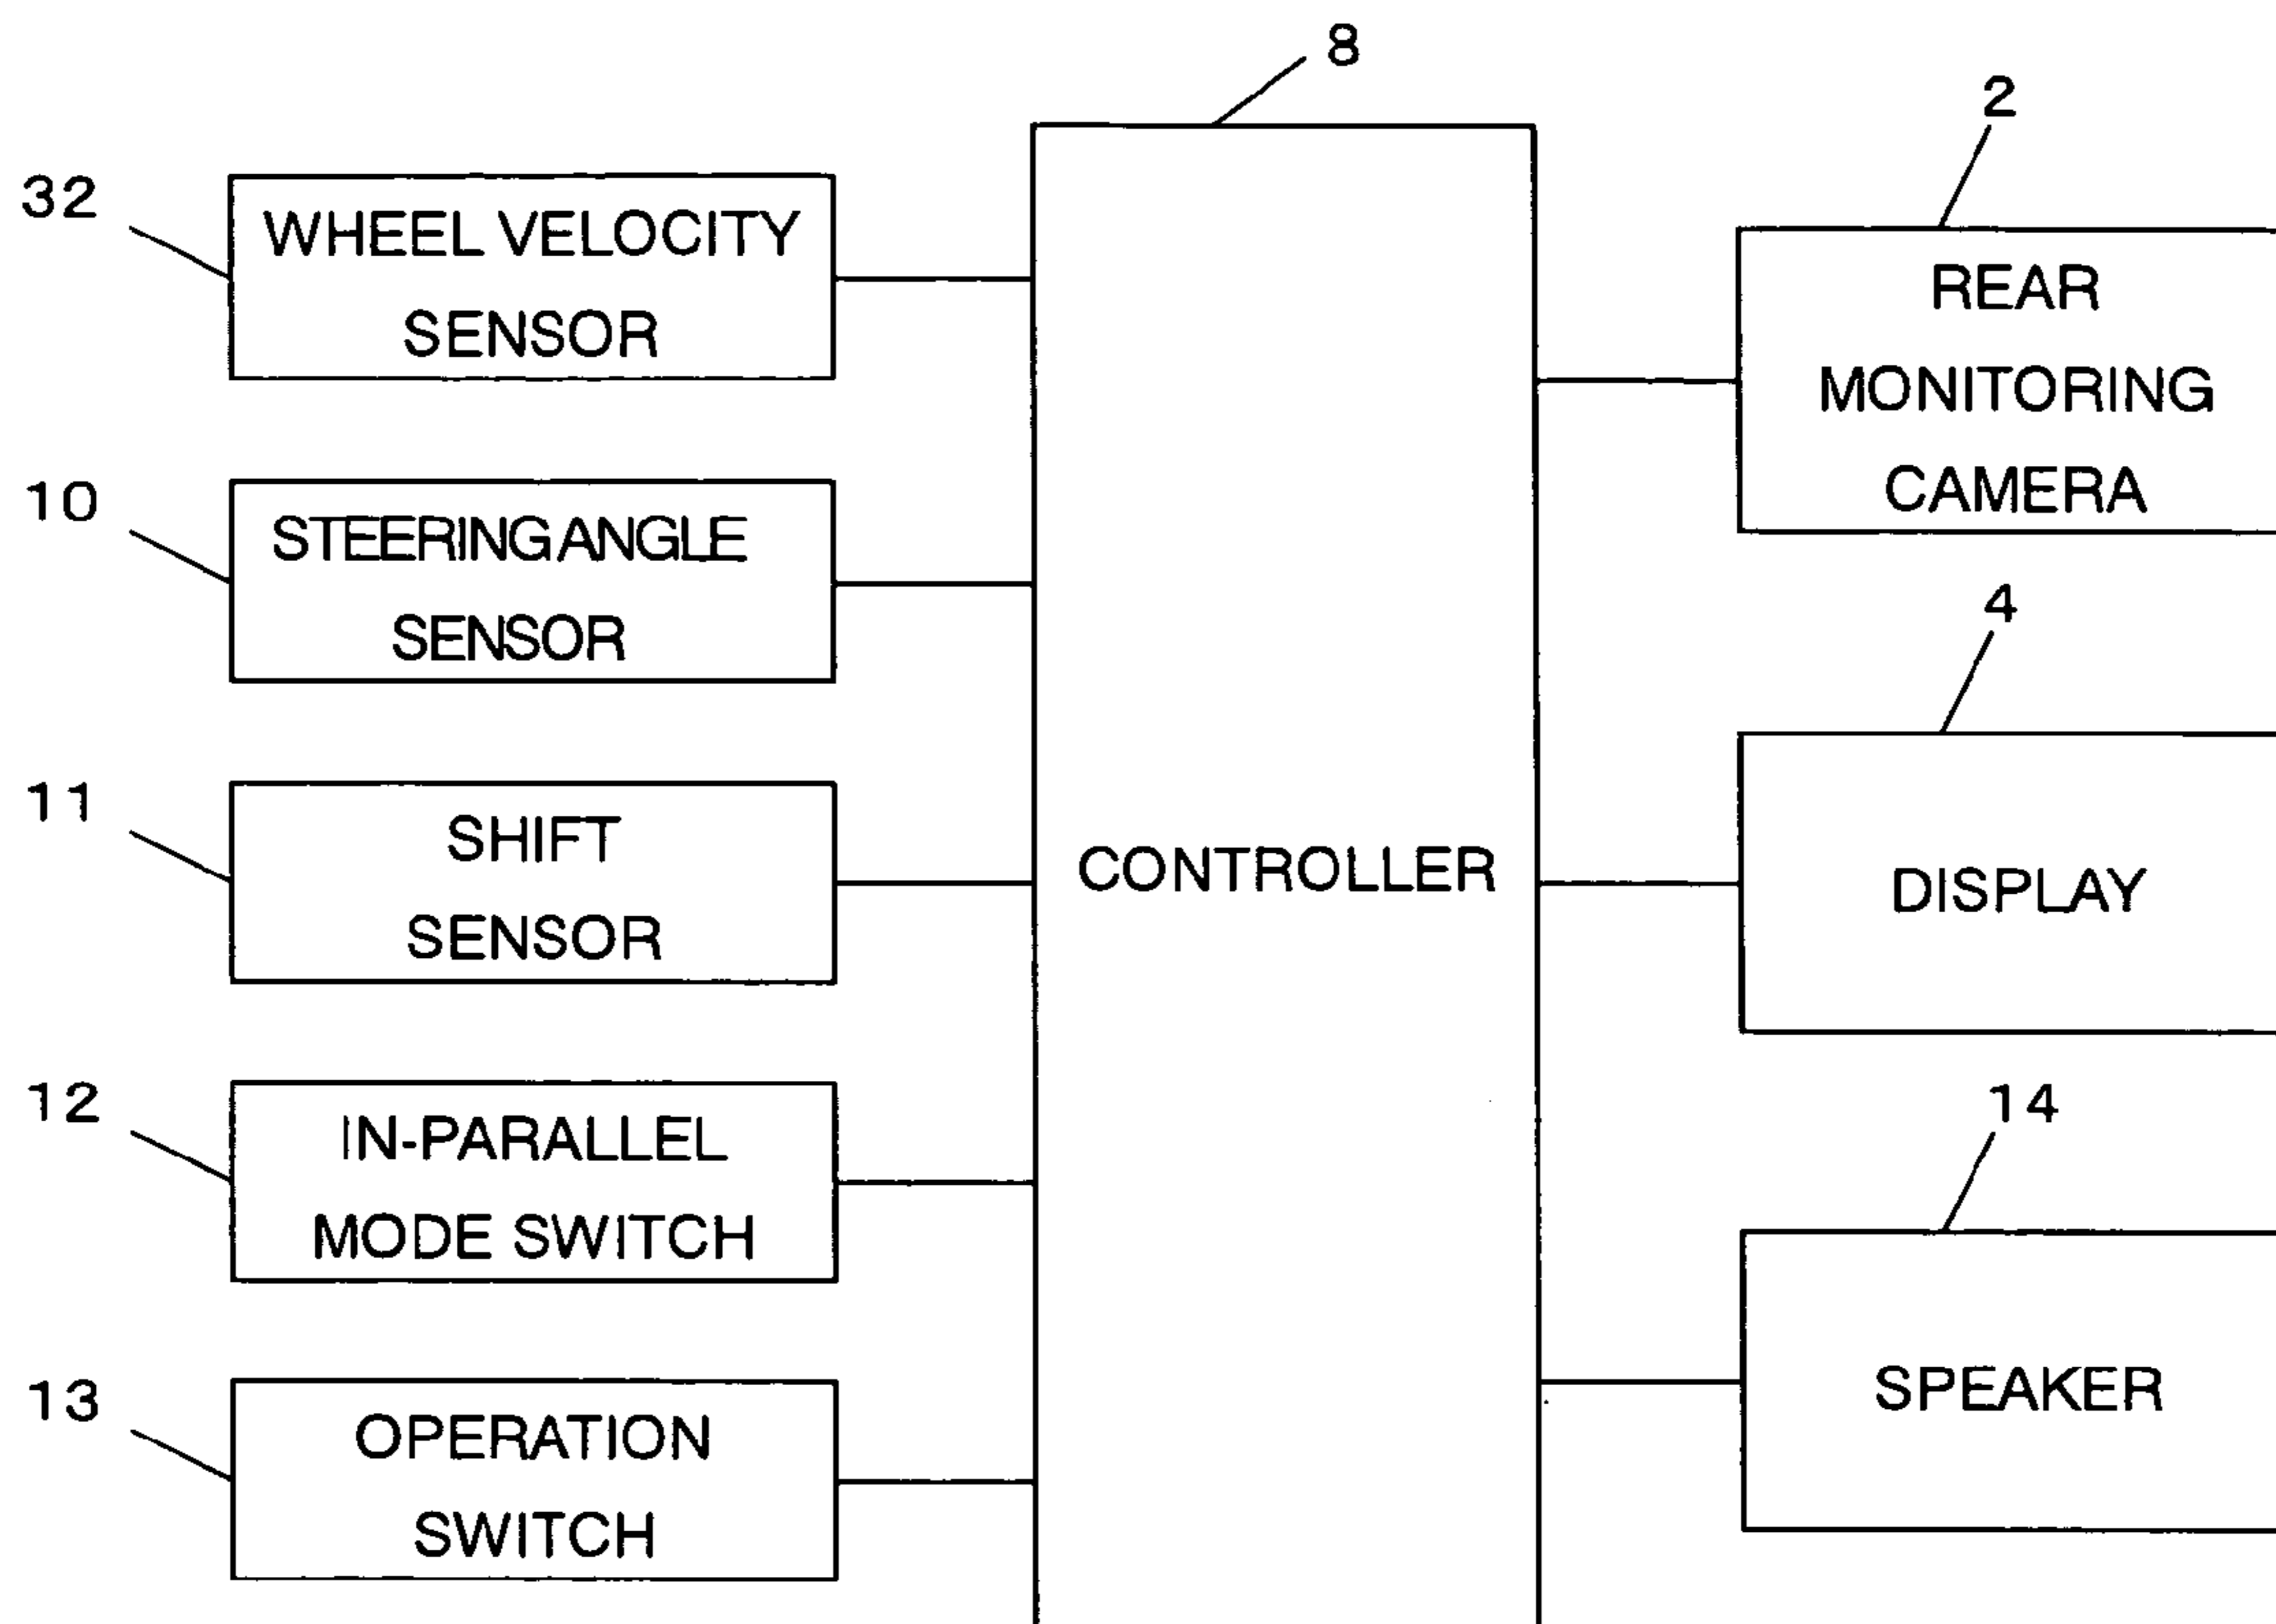 8
2
32
WHEEL VELOCITY
SENSOR
REAR
MONITORING
CAMERA
10
STEERING ANGLE
SENSOR
4
11
SHIFT
SENSOR
CONTROLLER
DISPLAY
12
IN-PARALLEL
MODE SWITCH
14
13
OPERATION
SWITCH
SPEAKER